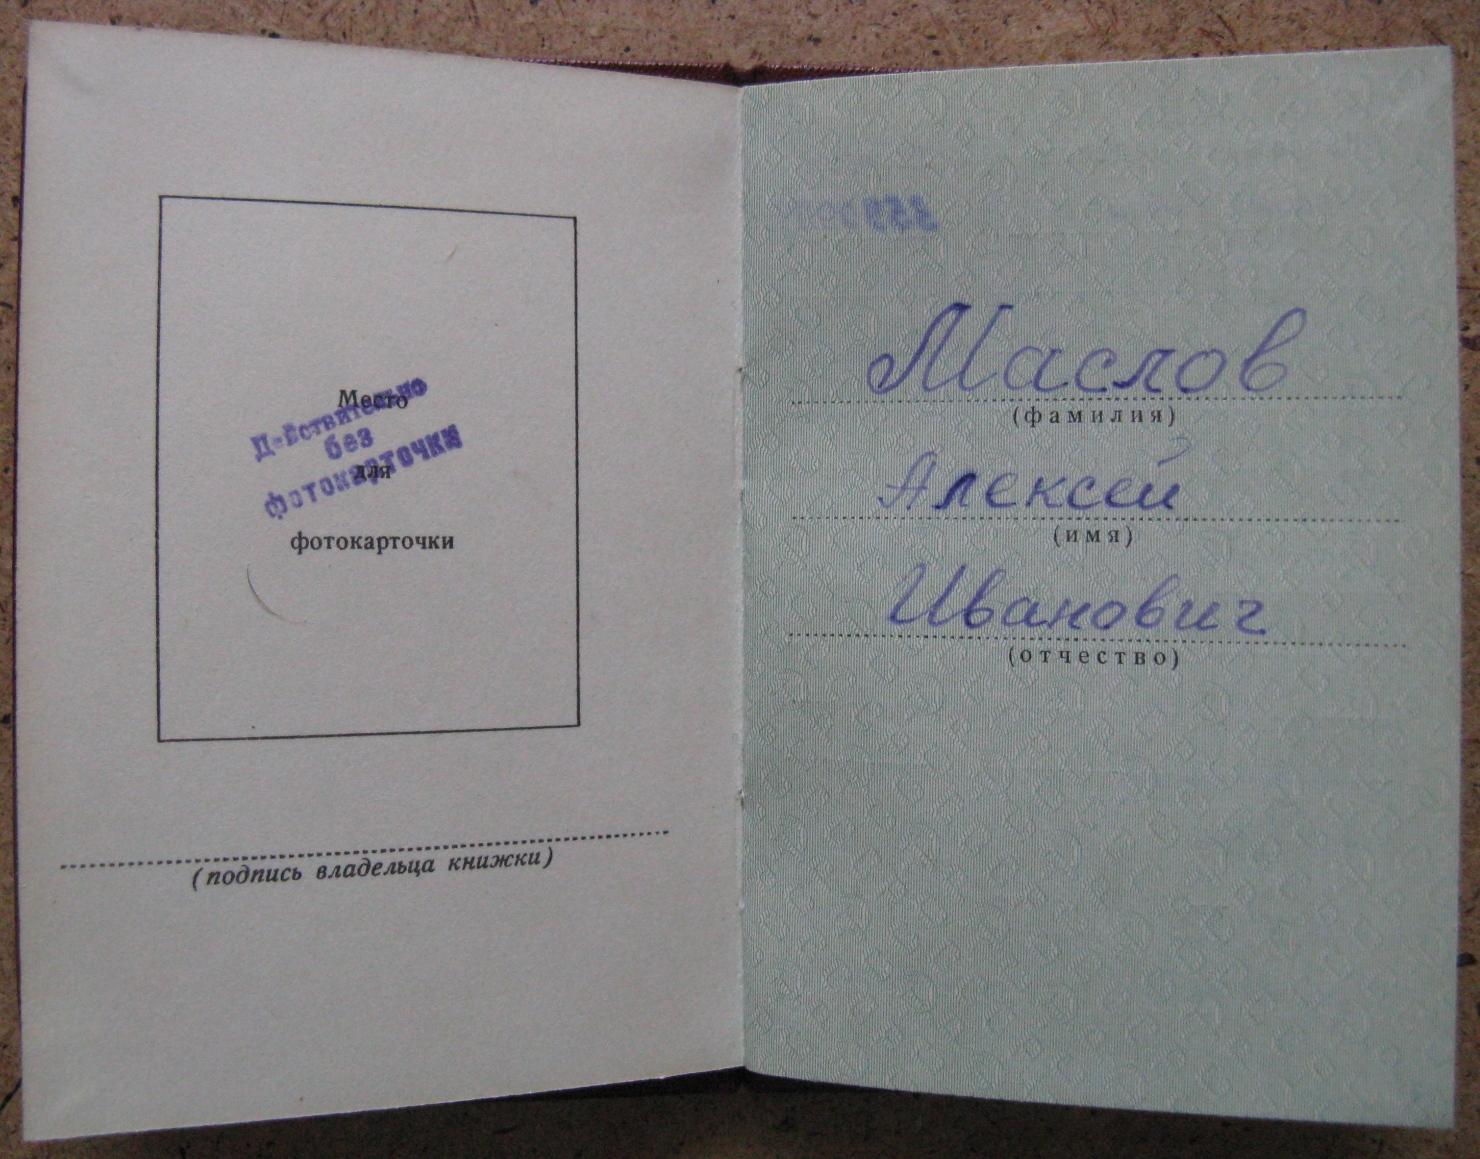 Место
для
фотокарточки
Действительно
без
фотокарточки
(подпись владельца книжки)
Маслов
(фамилия)
Алексей
(имя)
Иванович
(отчество)